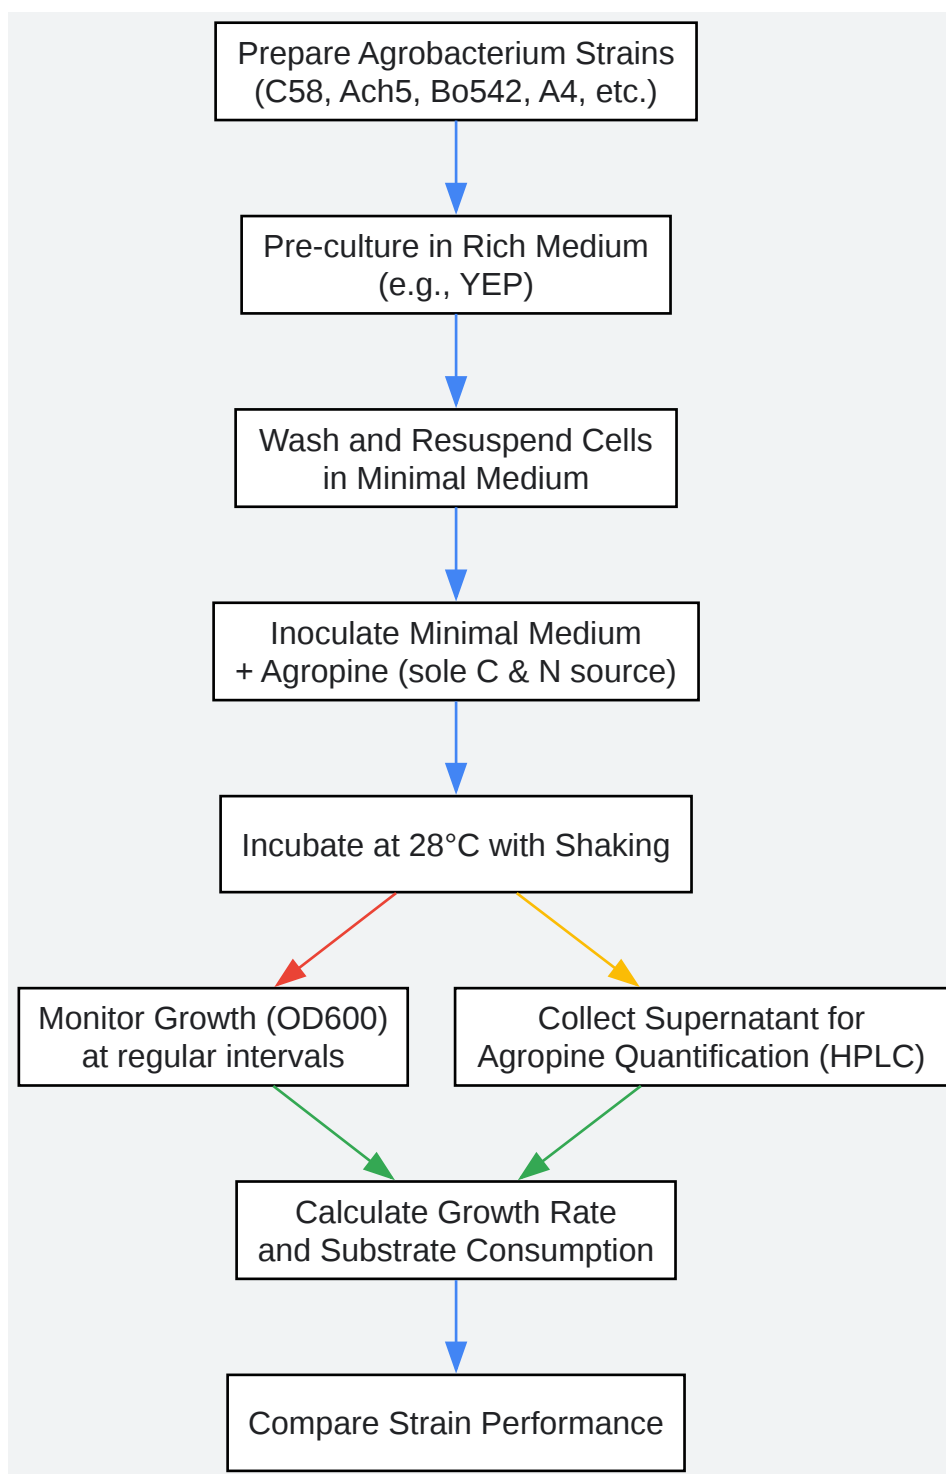 Prepare Agrobacterium Strains
(C58, Ach5, Bo542, A4, etc.)
Pre-culture in Rich Medium
(e.g., YEP)
Wash and Resuspend Cells
in Minimal Medium
Inoculate Minimal Medium
+ Agropine (sole C & N source)
Incubate at 28°C with Shaking
Monitor Growth (OD600)
at regular intervals
Collect Supernatant for
Agropine Quantification (HPLC)
Calculate Growth Rate
and Substrate Consumption
Compare Strain Performance